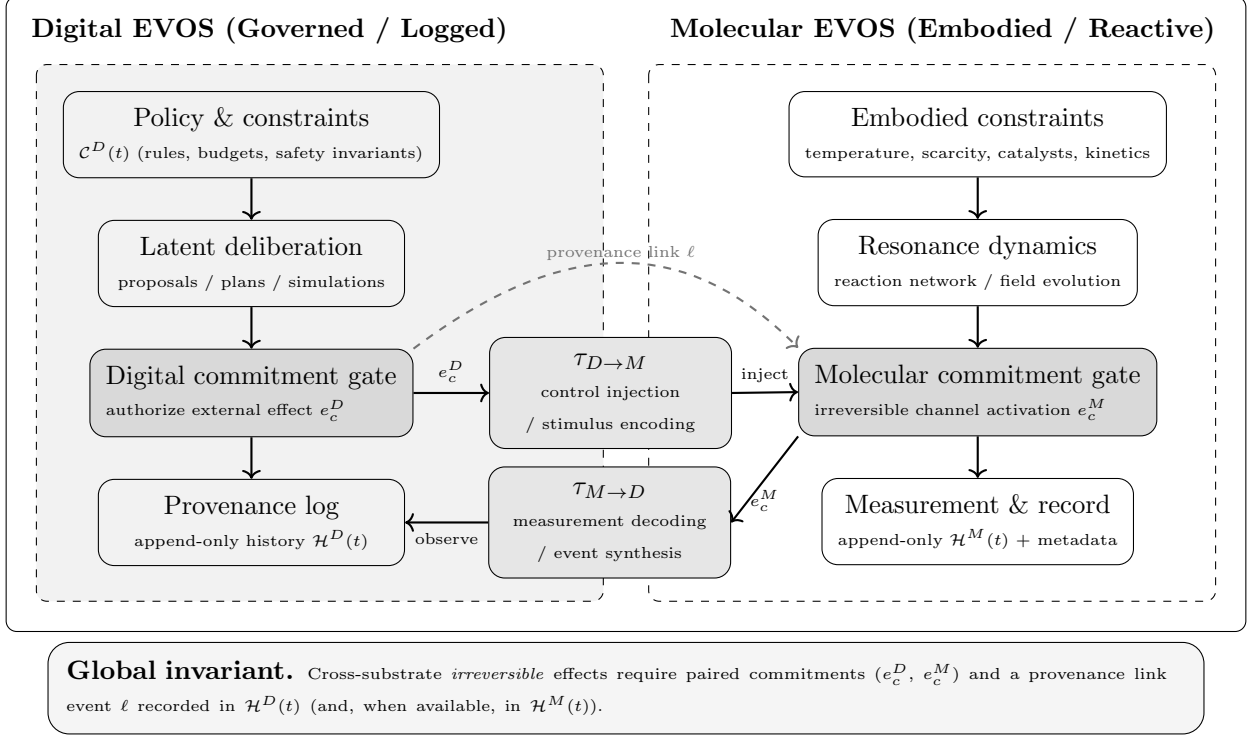 Digital EVOS (Governed / Logged)
Molecular EVOS (Embodied / Reactive)
Policy & constraints
𝒞^D(t) (rules, budgets, safety invariants)
Latent deliberation
proposals / plans / simulations
Digital commitment gate
authorize external effect e_c^D
Provenance log
append-only history ℋ^D(t)
provenance link ℓ
e_c^D
τ_{D→M}
control injection
/ stimulus encoding
inject
τ_{M→D}
measurement decoding
/ event synthesis
observe
e_c^M
Embodied constraints
temperature, scarcity, catalysts, kinetics
Resonance dynamics
reaction network / field evolution
Molecular commitment gate
irreversible channel activation e_c^M
Measurement & record
append-only ℋ^M(t) + metadata
Global invariant. Cross-substrate irreversible effects require paired commitments (e_c^D, e_c^M) and a provenance link
event ℓ recorded in ℋ^D(t) (and, when available, in ℋ^M(t)).